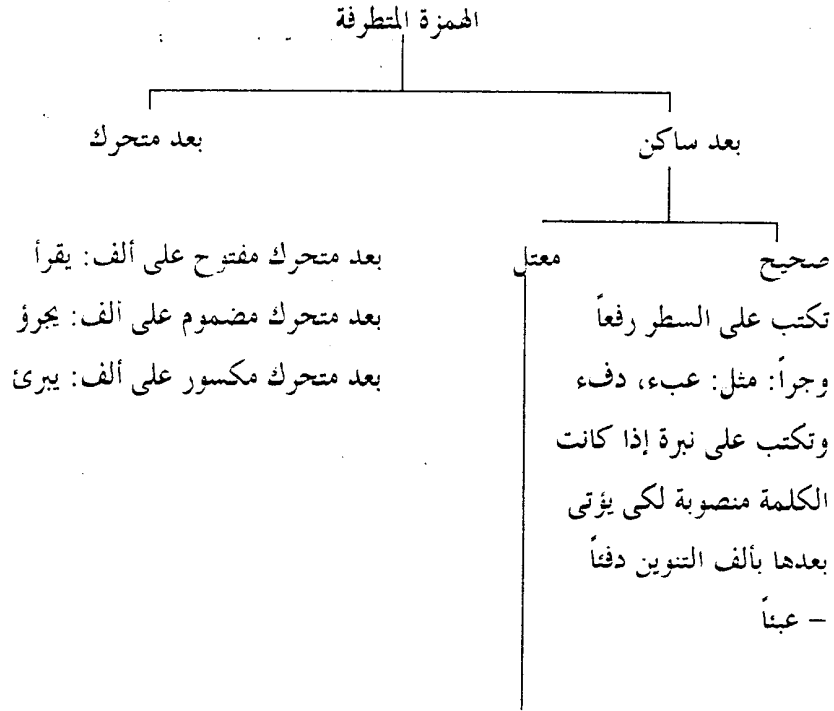 الهمزة المتطرفة
بعد ساكن
بعد متحرك
صحيح
تكتب على السطر رفعاً
وجراً: مثل: عبء، دفء
وتكتب على نبرة إذا كانت
الكلمة منصوبة لكى يؤتى
بعدها بألف التنوين دفئاً
– عبئاً
معتل
بعد متحرك مفتوح على ألف: يقرأ
بعد متحرك مضموم على ألف: يجرؤ
بعد متحرك مكسور على ألف: يبرئ